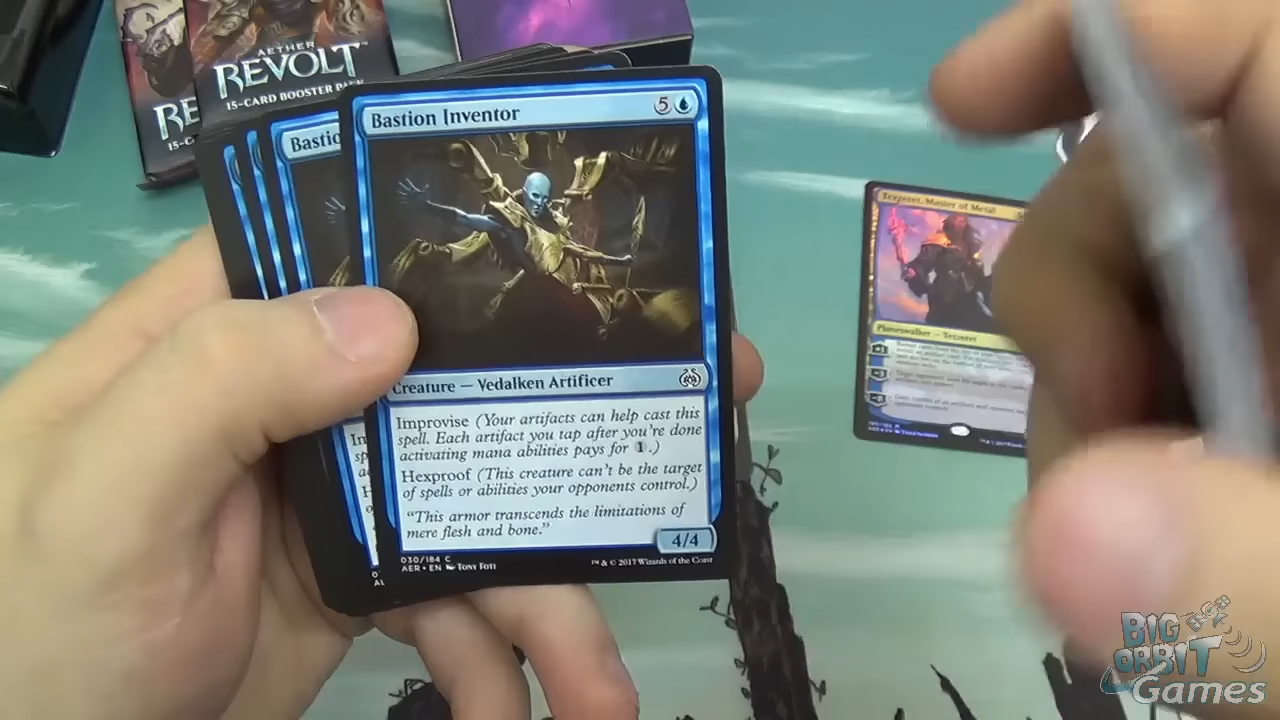 AETHER
REVOLT
15-CARD BOOSTER PACK
RE
15-C
Bastio
Bastion Inventor
5
Creature — Vedalken Artificer
Improvise (Your artifacts can help cast this
spell. Each artifact you tap after you're done
activating mana abilities pays for 1.)
Hexproof (This creature can't be the target
of spells or abilities your opponents control.)
"This armor transcends the limitations of
mere flesh and bone."
4/4
030/184 C
AER • EN Tony Foti
™ & © 2017 Wizards of the Coast
Tezzeret, Master of Metal
Planeswalker — Tezzeret
BIG
ORBIT
Games